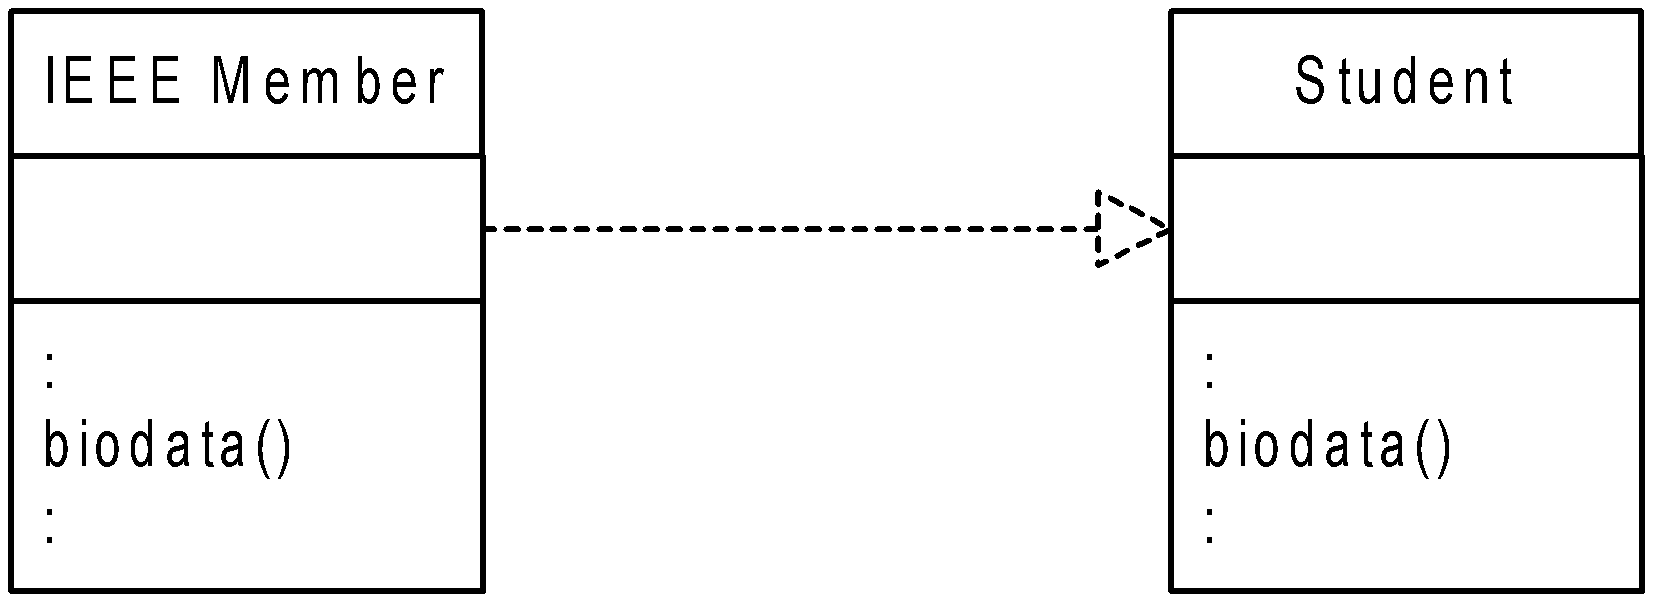 IEEE Member
:
biodata()
:
Student
:
biodata()
: